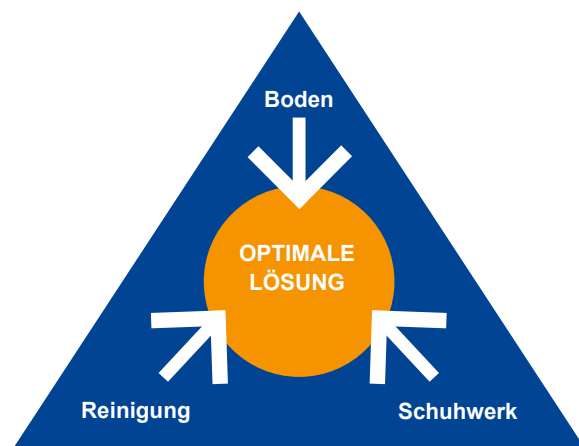 Boden
OPTIMALE
LÖSUNG
Reinigung
Schuhwerk